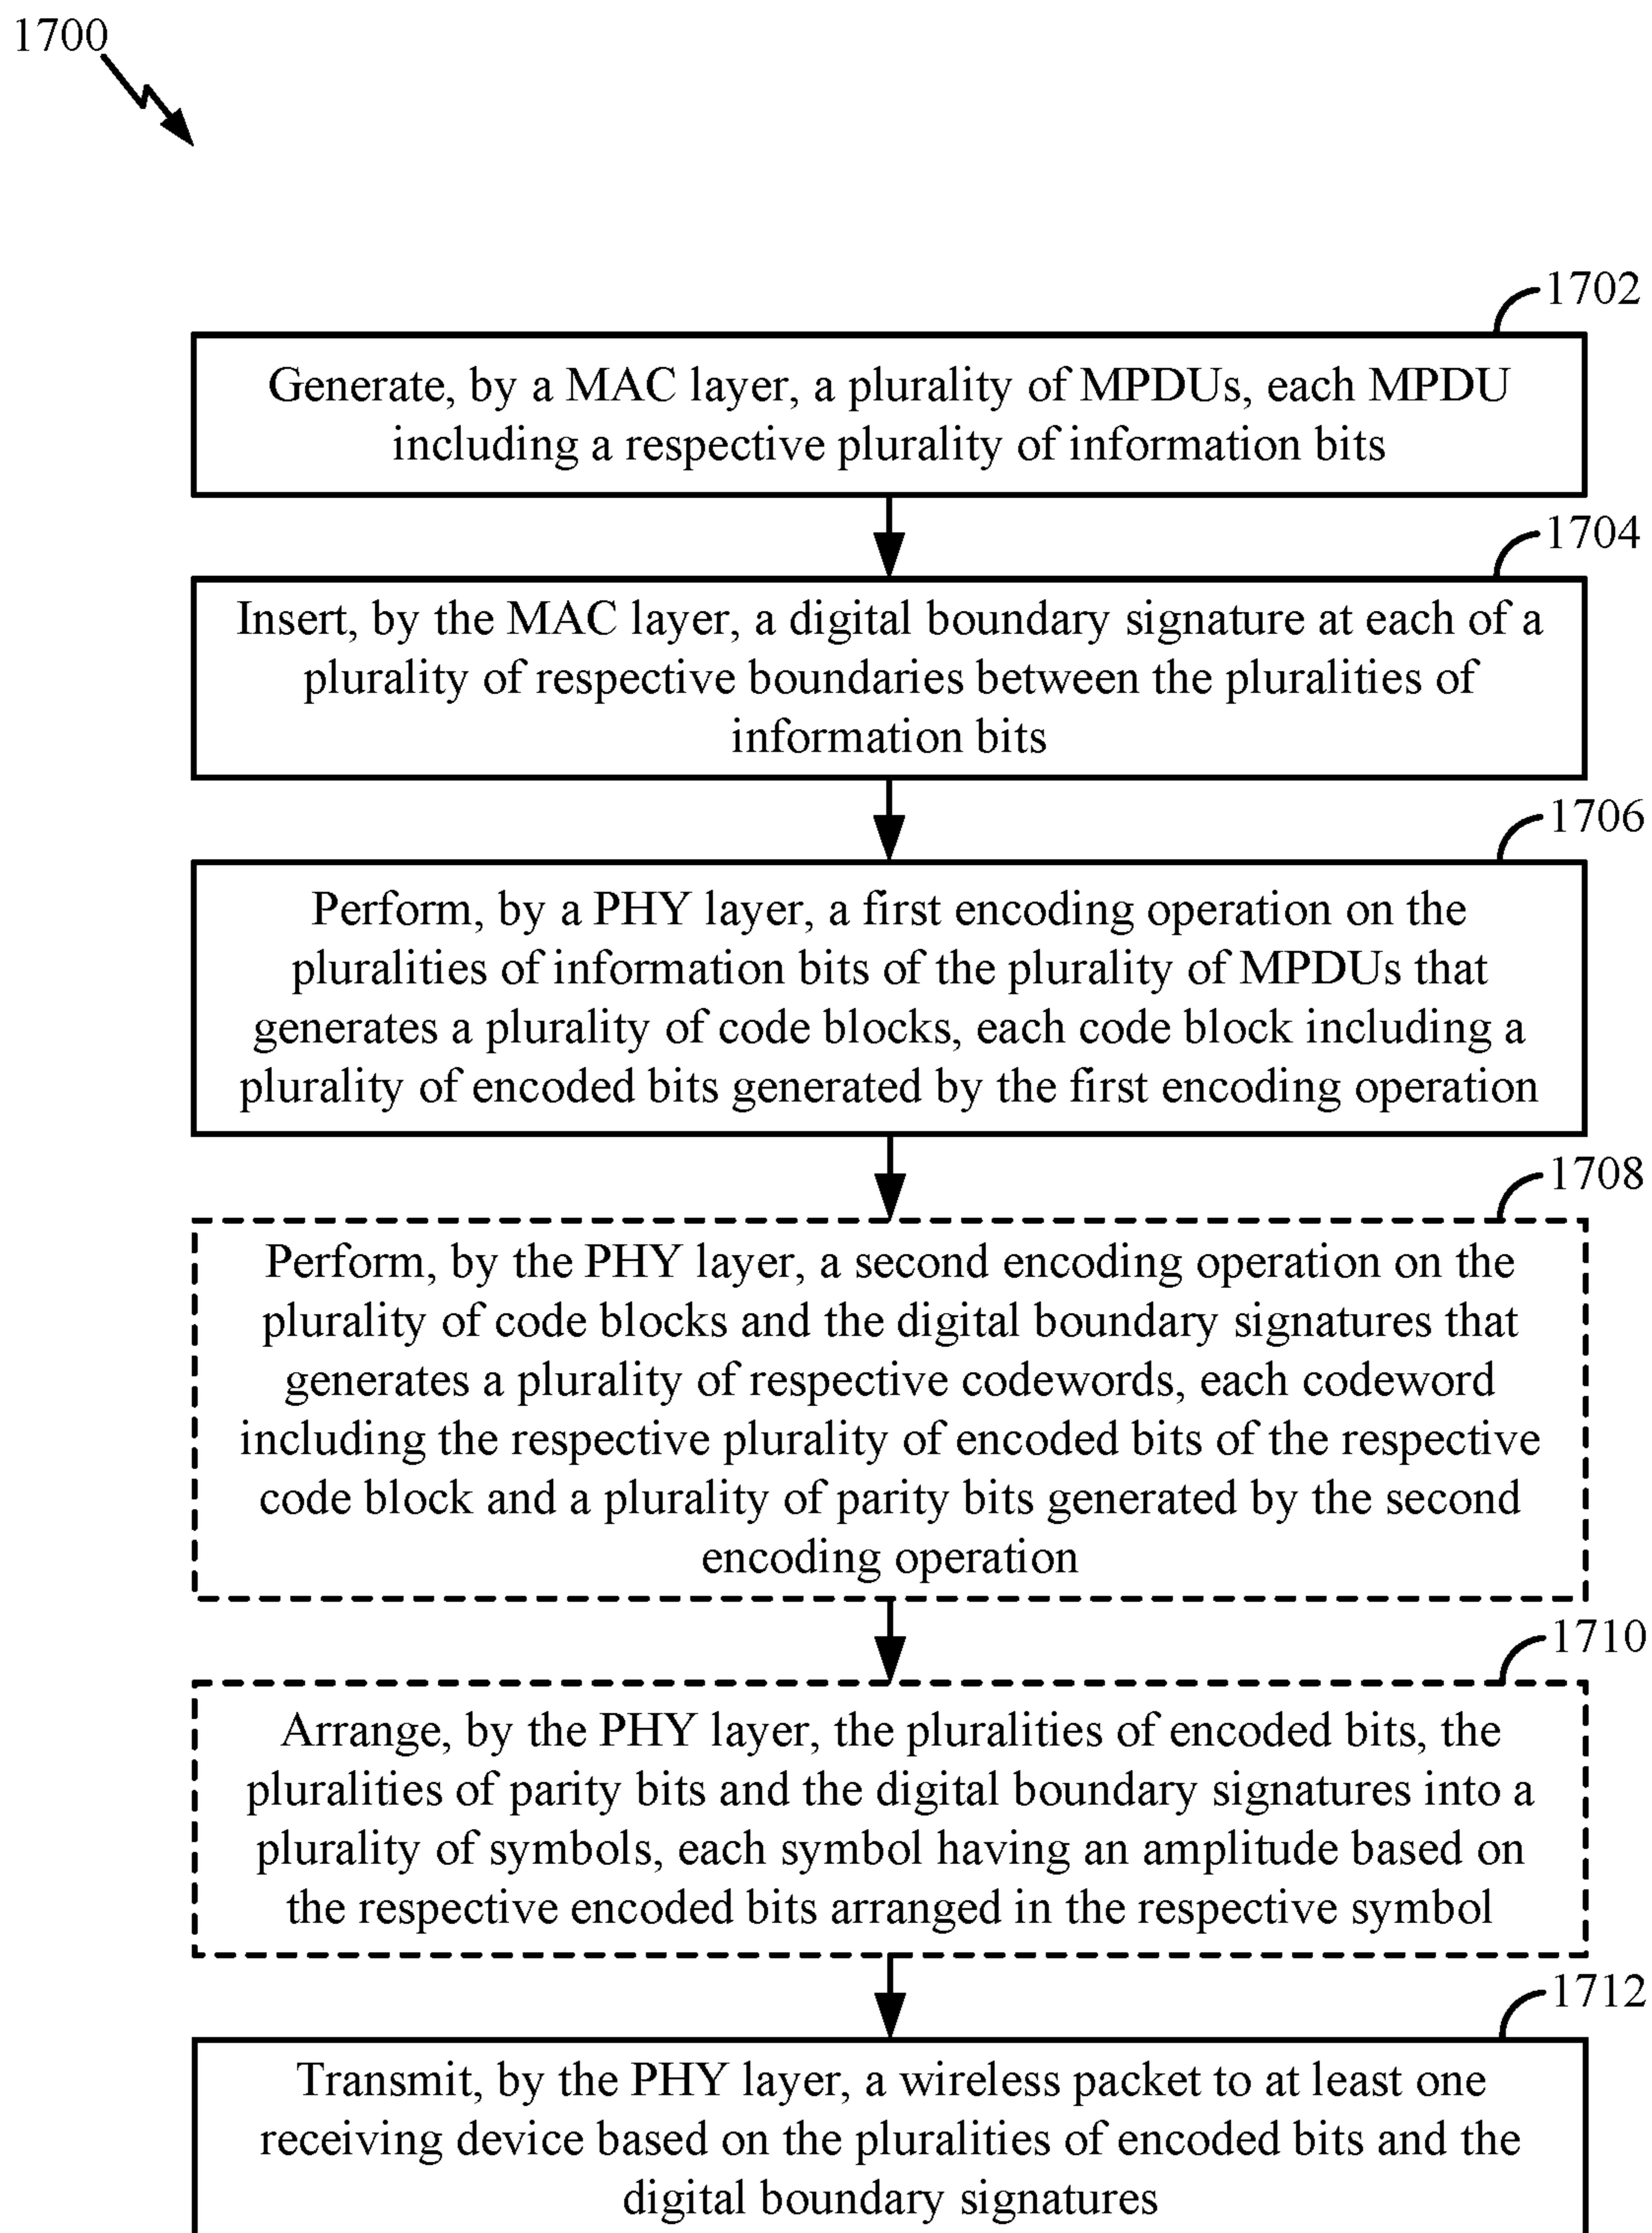 1700
1702
Generate, by a MAC layer, a plurality of MPDUs, each MPDU
including a respective plurality of information bits
1704
Insert, by the MAC layer, a digital boundary signature at each of a
plurality of respective boundaries between the pluralities of
information bits
1706
Perform, by a PHY layer, a first encoding operation on the
pluralities of information bits of the plurality of MPDUs that
generates a plurality of code blocks, each code block including a
plurality of encoded bits generated by the first encoding operation
1708
Perform, by the PHY layer, a second encoding operation on the
plurality of code blocks and the digital boundary signatures that
generates a plurality of respective codewords, each codeword
including the respective plurality of encoded bits of the respective
code block and a plurality of parity bits generated by the second
encoding operation
1710
Arrange, by the PHY layer, the pluralities of encoded bits, the
pluralities of parity bits and the digital boundary signatures into a
plurality of symbols, each symbol having an amplitude based on
the respective encoded bits arranged in the respective symbol
1712
Transmit, by the PHY layer, a wireless packet to at least one
receiving device based on the pluralities of encoded bits and the
digital boundary signatures